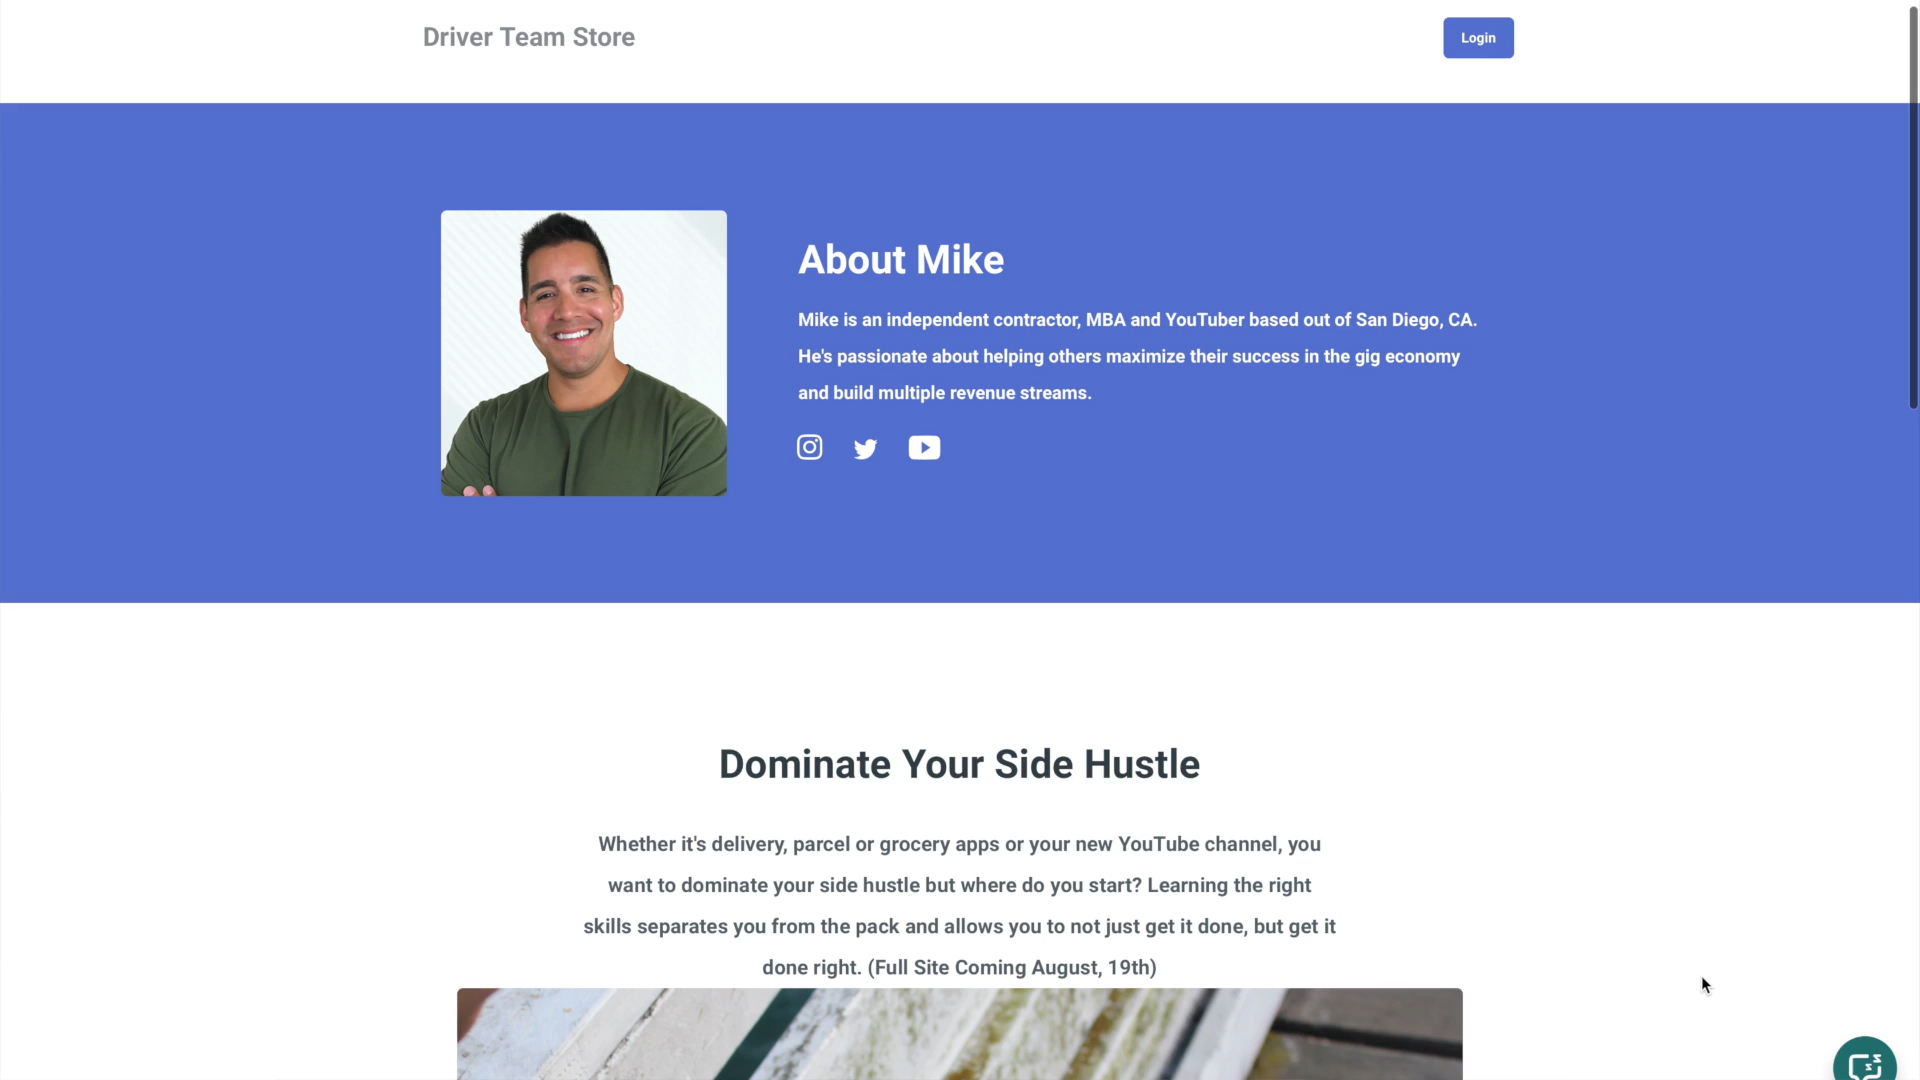 Driver Team Store
Login
About Mike
Mike is an independent contractor, MBA and YouTuber based out of San Diego, CA.
He's passionate about helping others maximize their success in the gig economy
and build multiple revenue streams.
Dominate Your Side Hustle
Whether it's delivery, parcel or grocery apps or your new YouTube channel, you
want to dominate your side hustle but where do you start? Learning the right
skills separates you from the pack and allows you to not just get it done, but get it
done right. (Full Site Coming August, 19th)